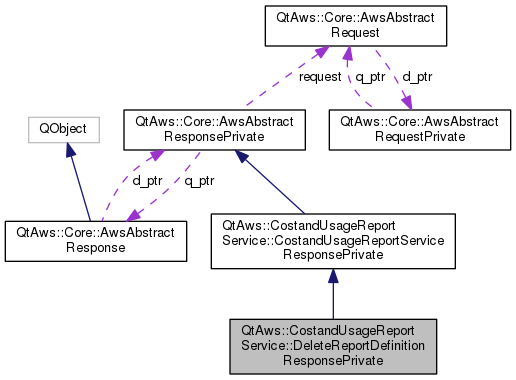 QtAws::Core::AwsAbstract
Request
request
q_ptr
d_ptr
QObject
QtAws::Core::AwsAbstract
ResponsePrivate
QtAws::Core::AwsAbstract
RequestPrivate
d_ptr
q_ptr
QtAws::Core::AwsAbstract
Response
QtAws::CostandUsageReport
Service::CostandUsageReportService
ResponsePrivate
QtAws::CostandUsageReport
Service::DeleteReportDefinition
ResponsePrivate